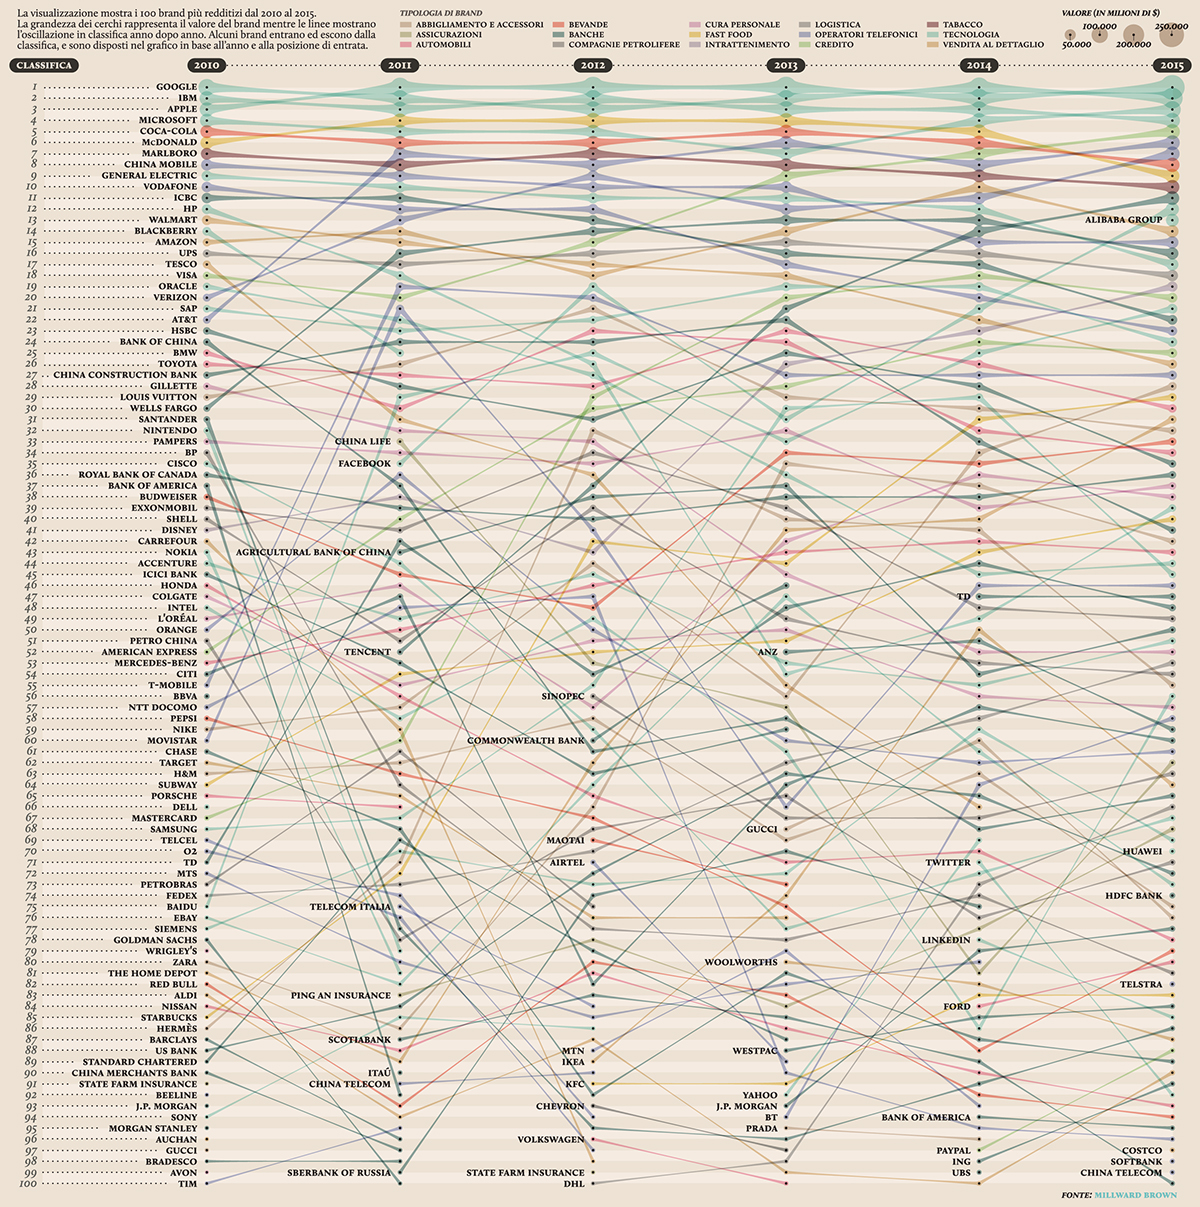 La visualizzazione mostra i 100 brand più redditizi dal 2010 al 2015.
La grandezza dei cerchi rappresenta il valore del brand mentre le linee mostrano
l'oscillazione in classifica anno dopo anno. Alcuni brand entrano ed escono dalla
classifica, e sono disposti nel grafico in base all'anno e alla posizione di entrata.
TIPOLOGIA DI BRAND
ABBIGLIAMENTO E ACCESSORI
ASSICURAZIONI
AUTOMOBILI
BEVANDE
BANCHE
COMPAGNIE PETROLIFERE
CURA PERSONALE
FAST FOOD
INTRATTENIMENTO
LOGISTICA
OPERATORI TELEFONICI
CREDITO
TABACCO
TECNOLOGIA
VENDITA AL DETTAGLIO
VALORE (IN MILIONI DI $)
50.000 100.000 200.000 250.000
CLASSIFICA 2010 2011 2012 2013 2014 2015
1 GOOGLE
2 IBM
3 APPLE
4 MICROSOFT
5 COCA-COLA
6 McDONALD
7 MARLBORO
8 CHINA MOBILE
9 GENERAL ELECTRIC
10 VODAFONE
11 ICBC
12 HP
13 WALMART
14 BLACKBERRY
15 AMAZON
16 UPS
17 TESCO
18 VISA
19 ORACLE
20 VERIZON
21 SAP
22 AT&T
23 HSBC
24 BANK OF CHINA
25 BMW
26 TOYOTA
27 CHINA CONSTRUCTION BANK
28 GILLETTE
29 LOUIS VUITTON
30 WELLS FARGO
31 SANTANDER
32 NINTENDO
33 PAMPERS
34 BP
35 CISCO
36 ROYAL BANK OF CANADA
37 BANK OF AMERICA
38 BUDWEISER
39 EXXONMOBIL
40 SHELL
41 DISNEY
42 CARREFOUR
43 NOKIA
44 ACCENTURE
45 ICICI BANK
46 HONDA
47 COLGATE
48 INTEL
49 L'ORÉAL
50 ORANGE
51 PETRO CHINA
52 AMERICAN EXPRESS
53 MERCEDES-BENZ
54 CITI
55 T-MOBILE
56 BBVA
57 NTT DOCOMO
58 PEPSI
59 NIKE
60 MOVISTAR
61 CHASE
62 TARGET
63 H&M
64 SUBWAY
65 PORSCHE
66 DELL
67 MASTERCARD
68 SAMSUNG
69 TELCEL
70 O2
71 TD
72 MTS
73 PETROBRAS
74 FEDEX
75 BAIDU
76 EBAY
77 SIEMENS
78 GOLDMAN SACHS
79 WRIGLEY'S
80 ZARA
81 THE HOME DEPOT
82 RED BULL
83 ALDI
84 NISSAN
85 STARBUCKS
86 HERMÈS
87 BARCLAYS
88 US BANK
89 STANDARD CHARTERED
90 CHINA MERCHANTS BANK
91 STATE FARM INSURANCE
92 BEELINE
93 J.P. MORGAN
94 SONY
95 MORGAN STANLEY
96 AUCHAN
97 GUCCI
98 BRADESCO
99 AVON
100 TIM
CHINA LIFE
FACEBOOK
AGRICULTURAL BANK OF CHINA
TENCENT
TELECOM ITALIA
PING AN INSURANCE
SCOTIABANK
ITAÚ
CHINA TELECOM
SBERBANK OF RUSSIA
SINOPEC
COMMONWEALTH BANK
MAOTAI
AIRTEL
MTN
IKEA
KFC
CHEVRON
VOLKSWAGEN
STATE FARM INSURANCE
DHL
ANZ
GUCCI
WOOLWORTHS
WESTPAC
YAHOO
J.P. MORGAN
BT
PRADA
TD
TWITTER
LINKEDIN
FORD
BANK OF AMERICA
PAYPAL
ING
UBS
ALIBABA GROUP
HUAWEI
HDFC BANK
TELSTRA
COSTCO
SOFTBANK
CHINA TELECOM
FONTE: MILLWARD BROWN